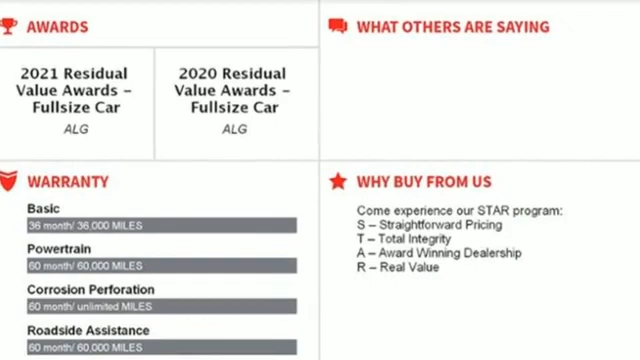 AWARDS
2021 Residual
Value Awards –
Fullsize Car
ALG
2020 Residual
Value Awards –
Fullsize Car
ALG
WHAT OTHERS ARE SAYING
WARRANTY
Basic
36 month/ 36,000 MILES
Powertrain
60 month/ 60,000 MILES
Corrosion Perforation
60 month/ unlimited MILES
Roadside Assistance
60 month/ 60,000 MILES
WHY BUY FROM US
Come experience our STAR program:
S – Straightforward Pricing
T – Total Integrity
A – Award Winning Dealership
R – Real Value